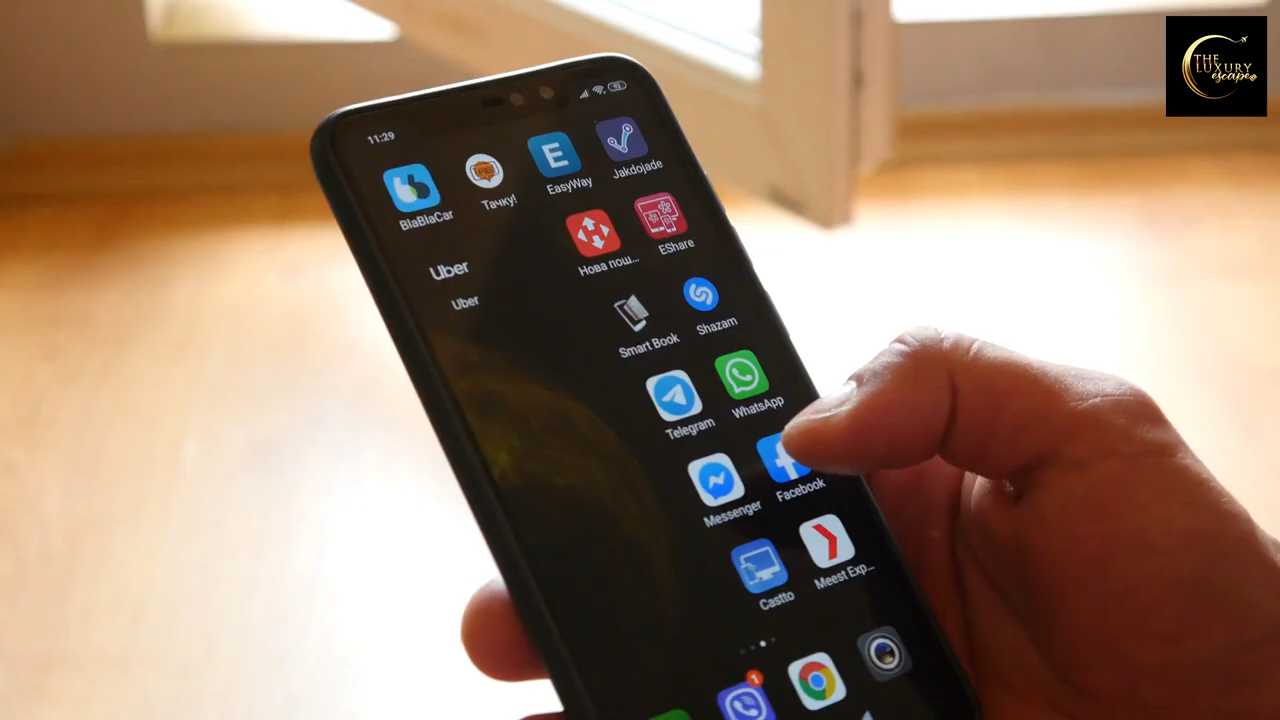 THE
LUXURY
escape
11:29
93
BlaBlaCar
Тачку!
E
EasyWay
Jakdojade
Uber
Uber
Нова пош...
EShare
Smart Book
Shazam
Telegram
WhatsApp
Messenger
Facebook
Castto
Meest Exp...
1